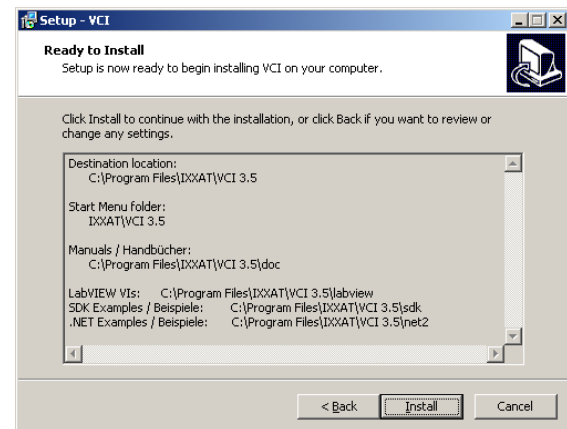 Setup - VCI
Ready to Install
Setup is now ready to begin installing VCI on your computer.
Click Install to continue with the installation, or click Back if you want to review or
change any settings.
Destination location:
C:\Program Files\IXXAT\VCI 3.5
Start Menu folder:
IXXAT\VCI 3.5
Manuals / Handbücher:
C:\Program Files\IXXAT\VCI 3.5\doc
LabVIEW VIs: C:\Program Files\IXXAT\VCI 3.5\labview
SDK Examples / Beispiele: C:\Program Files\IXXAT\VCI 3.5\sdk
.NET Examples / Beispiele: C:\Program Files\IXXAT\VCI 3.5\net2
< Back Install Cancel